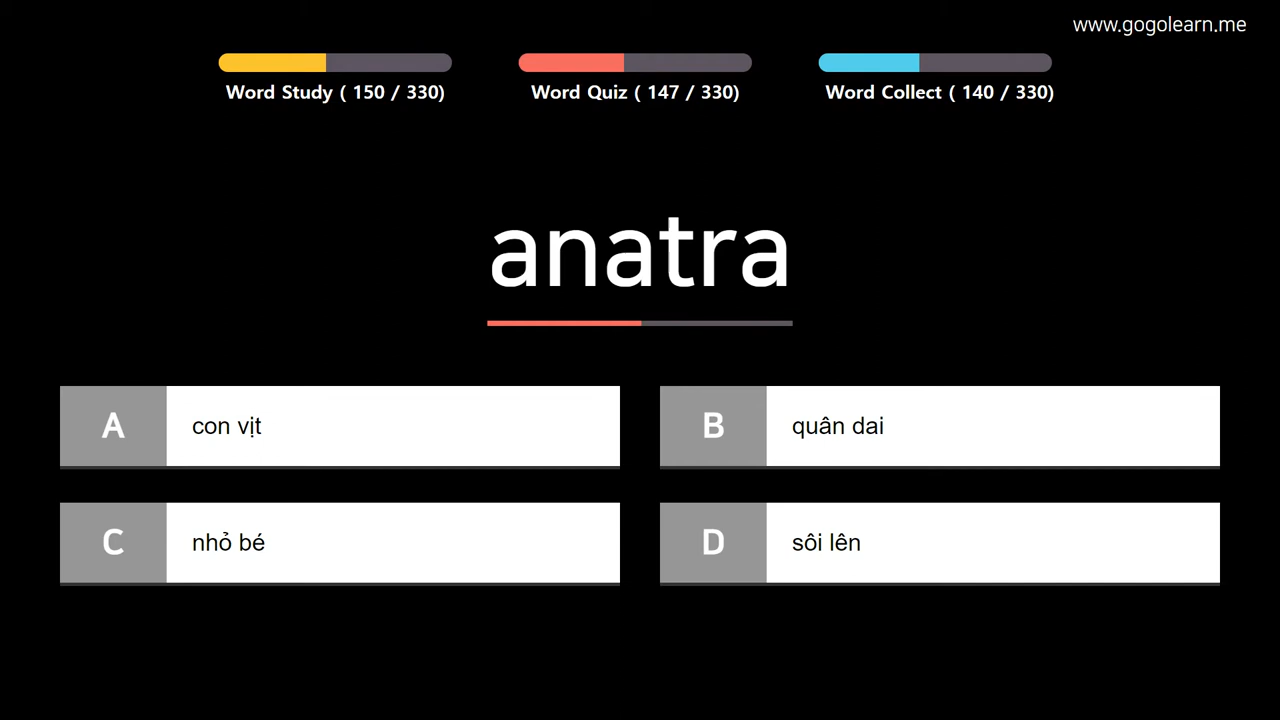 www.gogolearn.me
Word Study ( 150 / 330)
Word Quiz ( 147 / 330)
Word Collect ( 140 / 330)
anatra
A con vịt
B quân dai
C nhỏ bé
D sôi lên